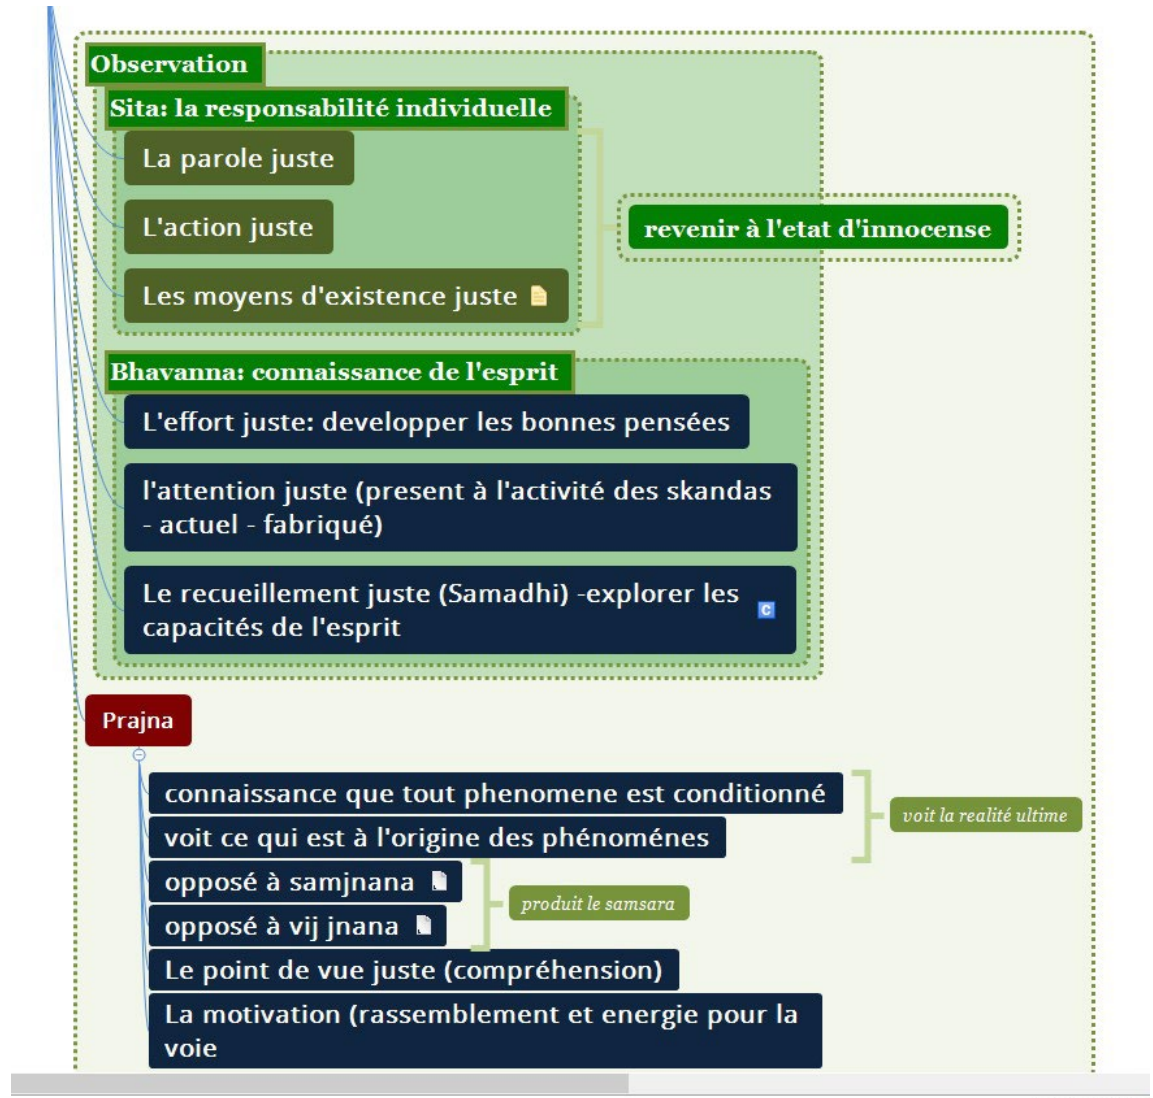 Observation
Sita: la responsabilité individuelle
La parole juste
L'action juste
Les moyens d'existence juste
revenir à l'etat d'innocense
Bhavanna: connaissance de l'esprit
L'effort juste: developper les bonnes pensées
l'attention juste (present à l'activité des skandas
- actuel - fabriqué)
Le recueillement juste (Samadhi) -explorer les
capacités de l'esprit
C
Prajna
connaissance que tout phenomene est conditionné
voit ce qui est à l'origine des phénoménes
voit la realité ultime
opposé à samjnana
opposé à vij jnana
produit le samsara
Le point de vue juste (compréhension)
La motivation (rassemblement et energie pour la
voie